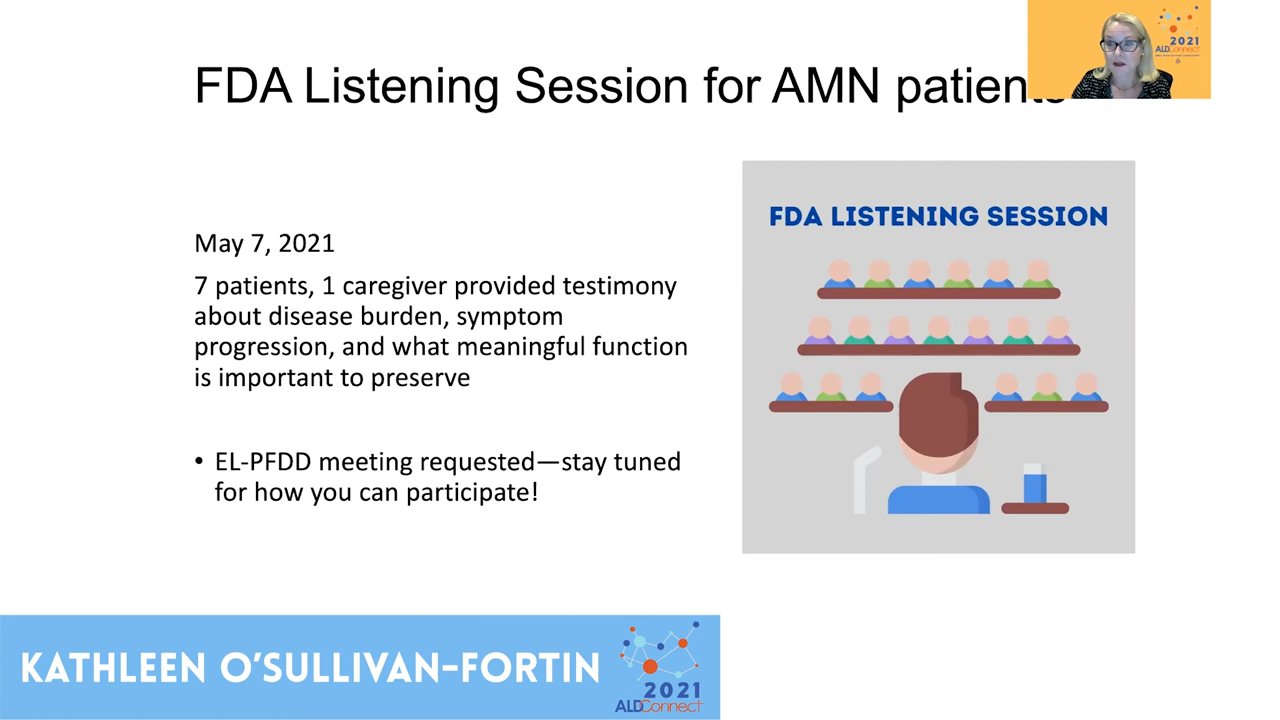 FDA Listening Session for AMN patients
2021
ALDConnect
FDA LISTENING SESSION
May 7, 2021
7 patients, 1 caregiver provided testimony
about disease burden, symptom
progression, and what meaningful function
is important to preserve
• EL-PFDD meeting requested—stay tuned
for how you can participate!
KATHLEEN O'SULLIVAN-FORTIN
2021
ALDConnect